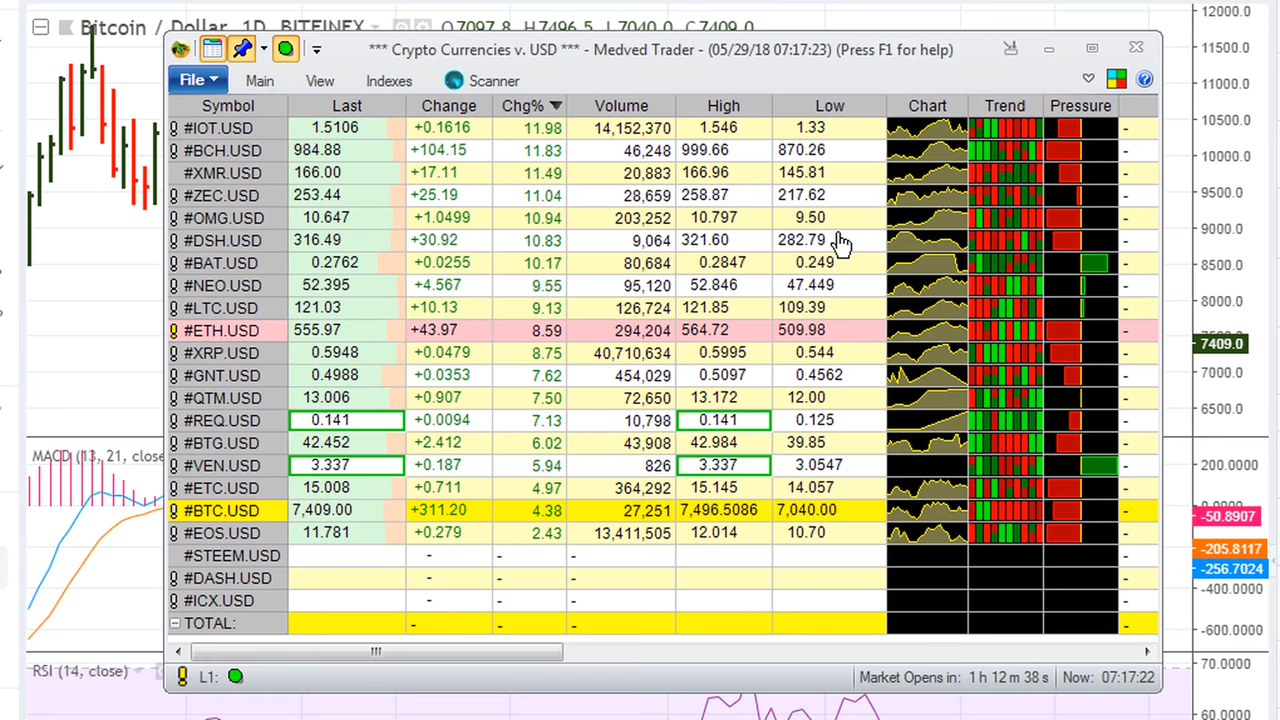 Bitcoin / Dollar, 1D, BITFINEX O7097.8 H7496.5 L7040.0 C7409.0
12000.0
*** Crypto Currencies v. USD *** - Medved Trader - (05/29/18 07:17:23) (Press F1 for help)
11500.0
File Main View Indexes Scanner
11000.0
Symbol Last Change Chg% Volume High Low Chart Trend Pressure
#IOT.USD 1.5106 +0.1616 11.98 14,152,370 1.546 1.33 -
10500.0
#BCH.USD 984.88 +104.15 11.83 46,248 999.66 870.26 -
10000.0
#XMR.USD 166.00 +17.11 11.49 20,883 166.96 145.81 -
#ZEC.USD 253.44 +25.19 11.04 28,659 258.87 217.62 -
9500.0
#OMG.USD 10.647 +1.0499 10.94 203,252 10.797 9.50 -
9000.0
#DSH.USD 316.49 +30.92 10.83 9,064 321.60 282.79 -
#BAT.USD 0.2762 +0.0255 10.17 80,684 0.2847 0.249 -
8500.0
#NEO.USD 52.395 +4.567 9.55 95,120 52.846 47.449 -
8000.0
#LTC.USD 121.03 +10.13 9.13 126,724 121.85 109.39 -
#ETH.USD 555.97 +43.97 8.59 294,204 564.72 509.98 -
7409.0
#XRP.USD 0.5948 +0.0479 8.75 40,710,634 0.5995 0.544 -
7000.0
#GNT.USD 0.4988 +0.0353 7.62 454,029 0.5097 0.4562 -
#QTM.USD 13.006 +0.907 7.50 72,650 13.172 12.00 -
6500.0
#REQ.USD 0.141 +0.0094 7.13 10,798 0.141 0.125 -
#BTG.USD 42.452 +2.412 6.02 43,908 42.984 39.85 -
MACD (13, 21, close
#VEN.USD 3.337 +0.187 5.94 826 3.337 3.0547 -
200.0000
#ETC.USD 15.008 +0.711 4.97 364,292 15.145 14.057 -
#BTC.USD 7,409.00 +311.20 4.38 27,251 7,496.5086 7,040.00 -
-50.8907
#EOS.USD 11.781 +0.279 2.43 13,411,505 12.014 10.70 -
-205.8117
#STEEM.USD - - - -
-256.7024
#DASH.USD - - - -
-400.0000
#ICX.USD - - - -
TOTAL: - - - -
-600.0000
RSI (14, close)
70.0000
L1: Market Opens in: 1 h 12 m 38 s Now: 07:17:22
60.0000